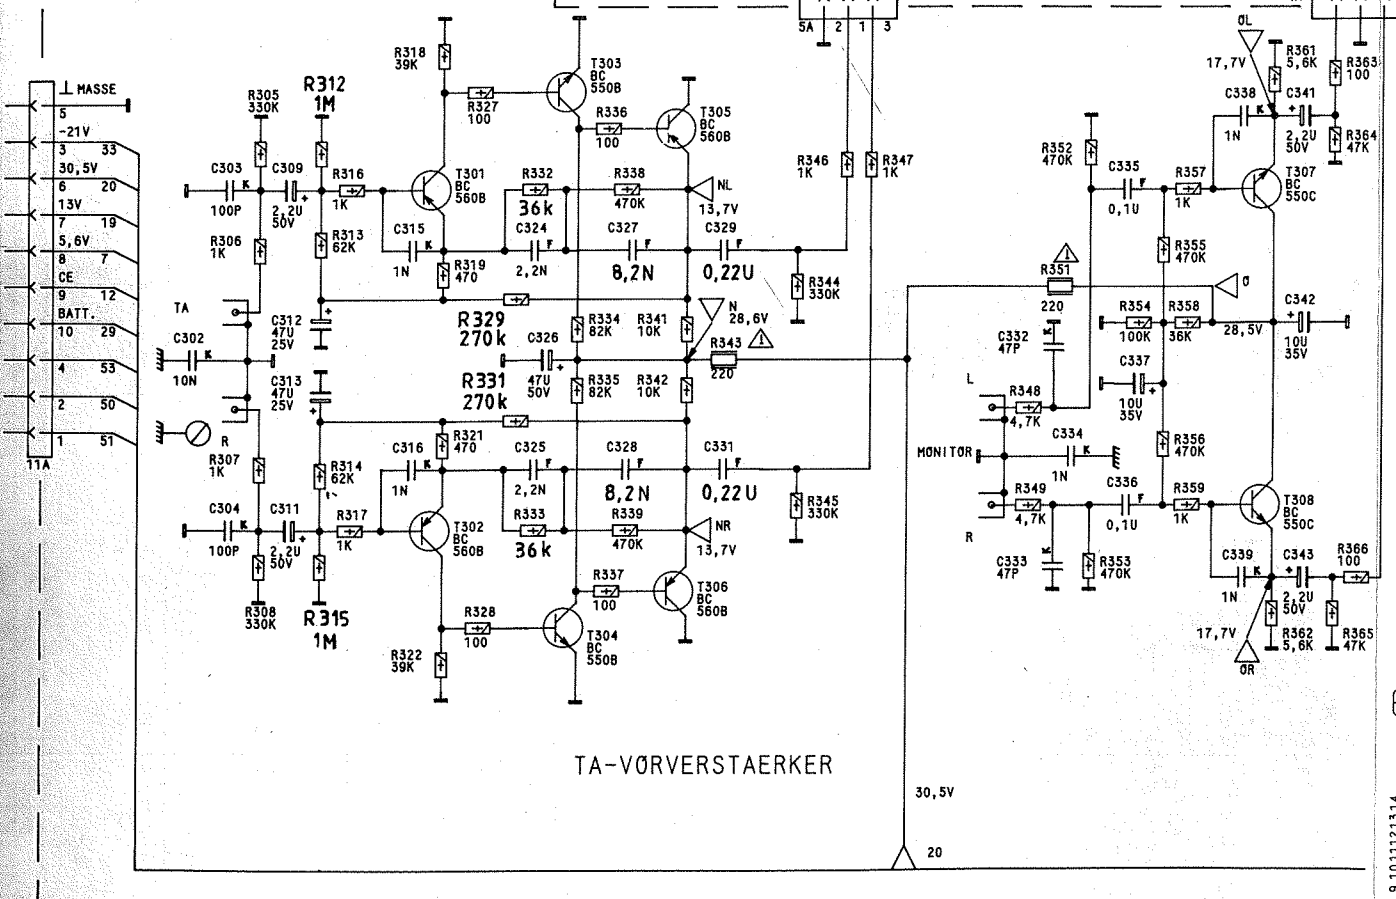 5A 2 1 3
⊥ MASSE
5
-21V
3 33
30,5V
6 20
13V
7 19
5,6V
8 7
CE
9 12
BATT.
10 29
4 53
2 50
1 51
11A
R305
330K
R312
1M
R318
39K
R327
100
T303
BC
550B
R336
100
T305
BC
560B
C303
K
100P
C309
+
2,2U
50V
R316
1K
T301
BC
560B
R332
36k
R338
470K
NL
13,7V
R306
1K
R313
62K
C315
K
1N
R319
470
C324
F
2,2N
C327
F
8,2N
C329
F
0,22U
R346
1K
R347
1K
R344
330K
TA
C302
K
10N
C312
47U
25V
+
R329
270k
R334
82K
R341
10K
N
28,6V
C326
+
47U
50V
R343
220
C313
47U
25V
+
R331
270k
R335
82K
R342
10K
R
R307
1K
R314
62K
C316
K
1N
R321
470
C325
F
2,2N
C328
F
8,2N
C331
F
0,22U
R345
330K
C304
K
100P
C311
+
2,2U
50V
R317
1K
T302
BC
560B
R333
36k
R339
470K
NR
13,7V
R308
330K
R315
1M
R322
39K
R328
100
R337
100
T304
BC
550B
T306
BC
560B
TA-VØRVERSTAERKER
30,5V
20
ØL
17,7V
R361
5,6K
R363
100
C338
K
1N
C341
+
2,2U
50V
R364
47K
R352
470K
C335
F
0,1U
R357
1K
T307
BC
550C
R355
470K
R351
220
Ø
28,5V
C342
+
10U
35V
C332
47P
K
R354
100K
R358
36K
C337
+
10U
35V
L
R348
4,7K
MØNITØR
C334
K
1N
R356
470K
R
R349
4,7K
C336
F
0,1U
R359
1K
T308
BC
550C
C333
47P
K
R353
470K
C339
K
1N
C343
+
2,2U
50V
R366
100
17,7V
ØR
R362
5,6K
R365
47K